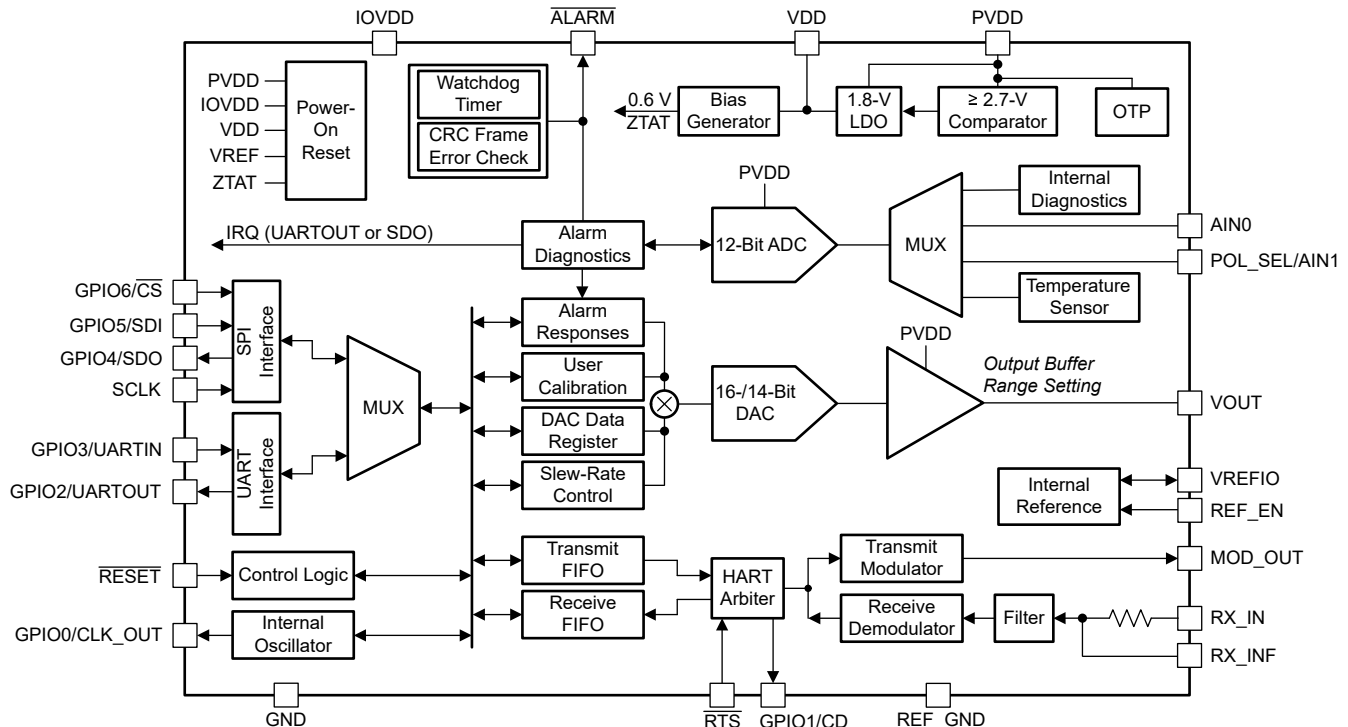 IOVDD
ALARM
VDD
PVDD
PVDD
IOVDD
VDD
VREF
ZTAT
Power-
On
Reset
Watchdog
Timer
CRC Frame
Error Check
0.6 V
ZTAT
Bias
Generator
1.8-V
LDO
≥ 2.7-V
Comparator
OTP
IRQ (UARTOUT or SDO)
Alarm
Diagnostics
PVDD
12-Bit ADC
MUX
Internal
Diagnostics
Temperature
Sensor
AIN0
POL_SEL/AIN1
GPIO6/CS
GPIO5/SDI
GPIO4/SDO
SCLK
SPI
Interface
GPIO3/UARTIN
GPIO2/UARTOUT
UART
Interface
MUX
Alarm
Responses
User
Calibration
DAC Data
Register
Slew-Rate
Control
16-/14-Bit
DAC
PVDD
Output Buffer
Range Setting
VOUT
Internal
Reference
VREFIO
REF_EN
RESET
Control Logic
GPIO0/CLK_OUT
Internal
Oscillator
Transmit
FIFO
Receive
FIFO
HART
Arbiter
Transmit
Modulator
Receive
Demodulator
Filter
MOD_OUT
RX_IN
RX_INF
GND
RTS
GPIO1/CD
REF_GND